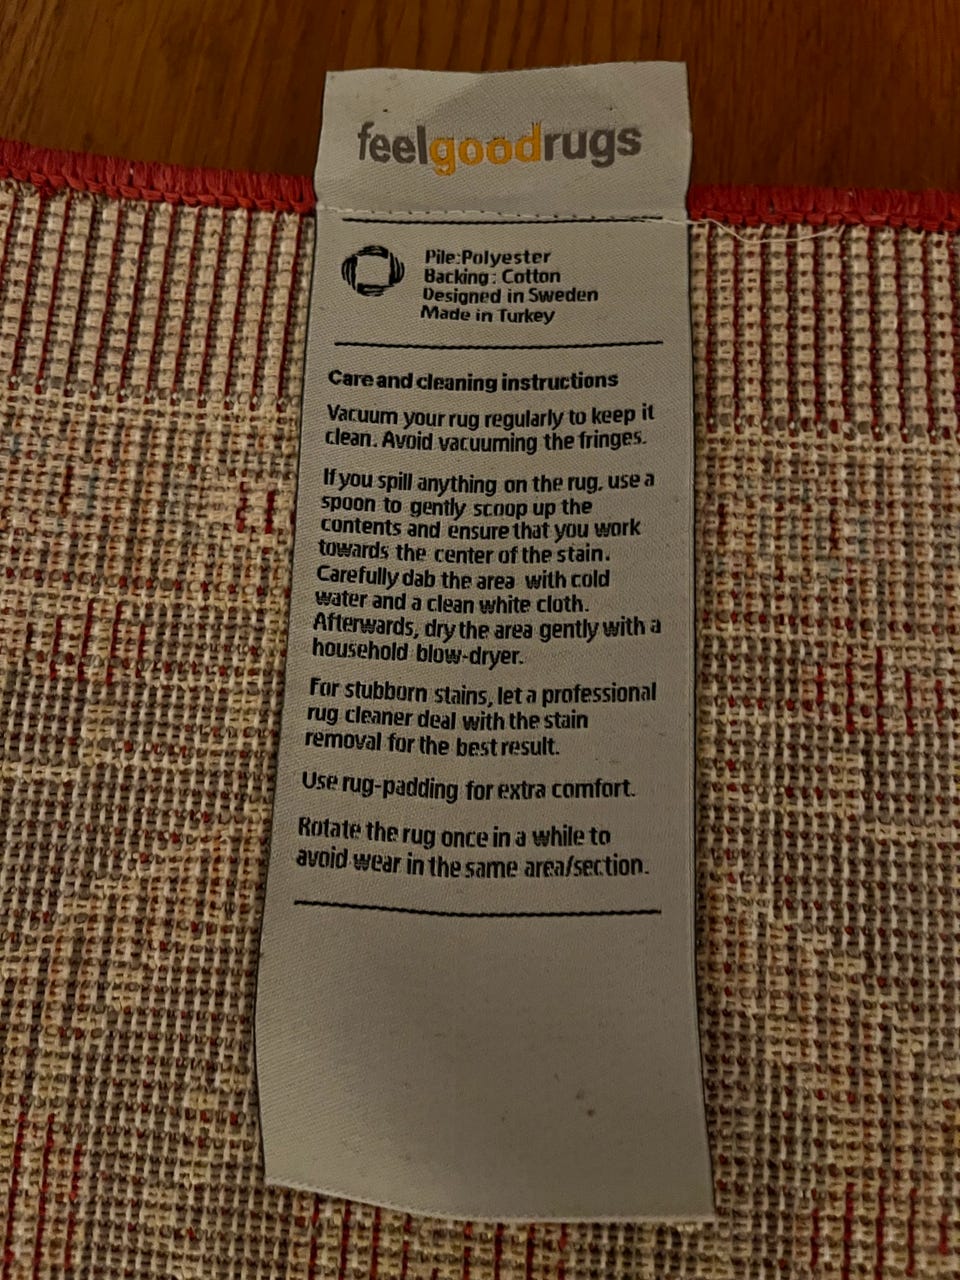 feelgoodrugs
Pile:Polyester
Backing: Cotton
Designed in Sweden
Made in Turkey
Care and cleaning instructions
Vacuum your rug regularly to keep it
clean. Avoid vacuuming the fringes.
If you spill anything on the rug, use a
spoon to gently scoop up the
contents and ensure that you work
towards the center of the stain.
Carefully dab the area with cold
water and a clean white cloth.
Afterwards, dry the area gently with a
household blow-dryer.
For stubborn stains, let a professional
rug cleaner deal with the stain
removal for the best result.
Use rug-padding for extra comfort.
Rotate the rug once in a while to
avoid wear in the same area/section.